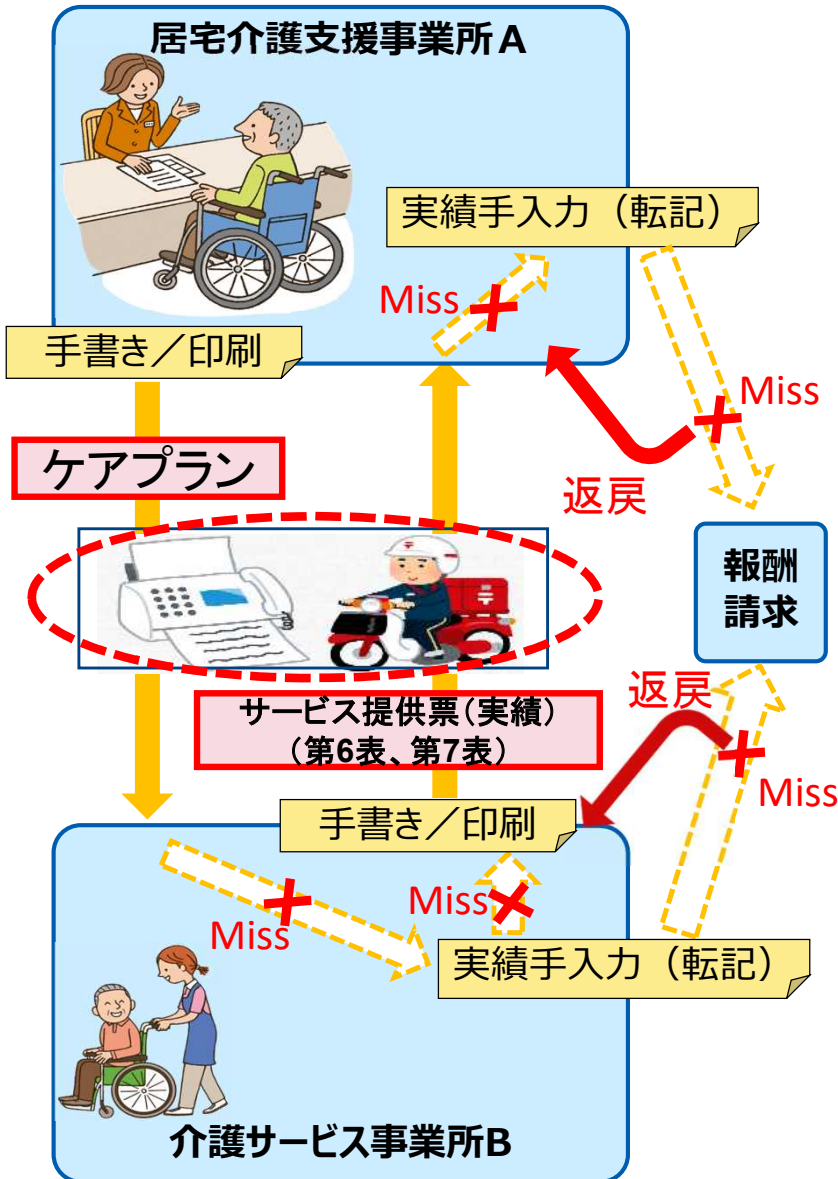 居宅介護支援事業所A
実績手入力（転記）
Miss
手書き／印刷
Miss
ケアプラン
返戻
報酬
請求
返戻
サービス提供票（実績）
（第6表、第7表）
Miss
手書き／印刷
Miss
Miss
実績手入力（転記）
介護サービス事業所B